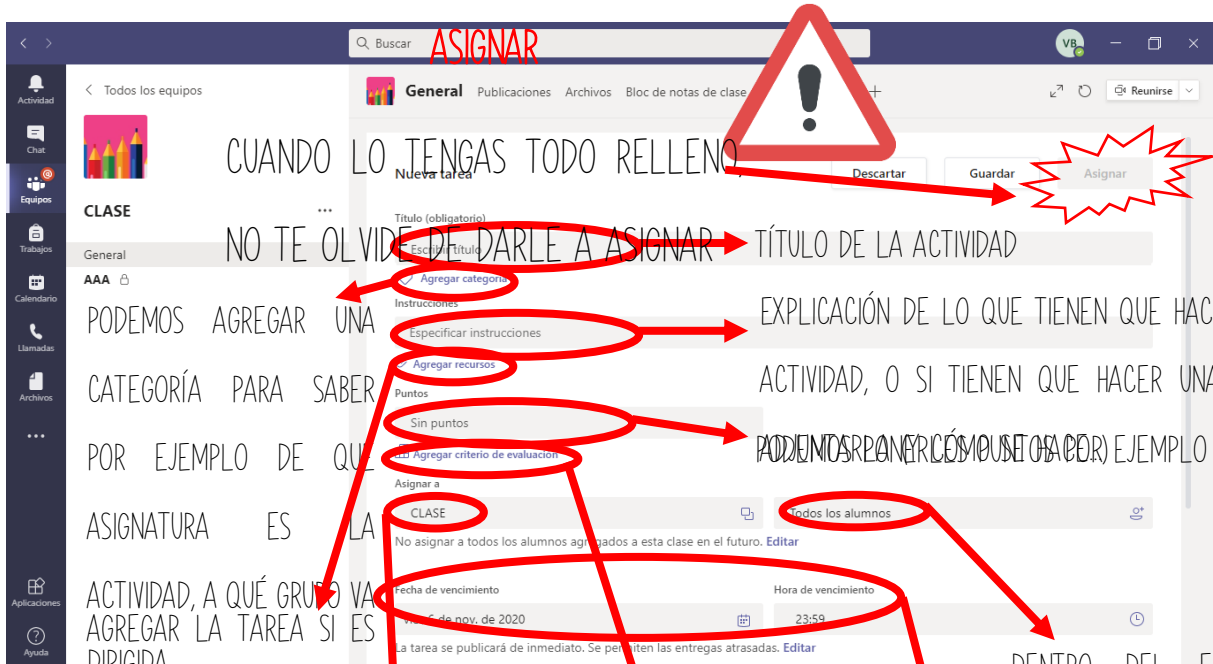 Buscar
ASIGNAR
VB
Actividad
Chat
Equipos
Trabajos
Calendario
Llamadas
Archivos
Aplicaciones
Ayuda
Todos los equipos
CLASE
General
AAA
General Publicaciones Archivos Bloc de notas de clase
Reunirse
CUANDO LO TENGAS TODO RELLENO,
NO TE OLVIDE DE DARLE A ASIGNAR
Nueva tarea
Descartar
Guardar
Asignar
Título (obligatorio)
Escribir título
TÍTULO DE LA ACTIVIDAD
Agregar categoría
Instrucciones
Especificar instrucciones
EXPLICACIÓN DE LO QUE TIENEN QUE HAC
ACTIVIDAD, O SI TIENEN QUE HACER UNA
Agregar recursos
Puntos
Sin puntos
Agregar criterio de evaluación
EJEMPLO
Asignar a
CLASE
Todos los alumnos
No asignar a todos los alumnos agregados a esta clase en el futuro. Editar
Fecha de vencimiento
Hora de vencimiento
6 de nov. de 2020
23:59
La tarea se publicará de inmediato. Se permiten las entregas atrasadas. Editar
PODEMOS AGREGAR UNA
CATEGORÍA PARA SABER
POR EJEMPLO DE QUE
ASIGNATURA ES LA
ACTIVIDAD, A QUÉ GRUPO VA
AGREGAR LA TAREA SI ES
DIRIGIDA
DENTRO DEL